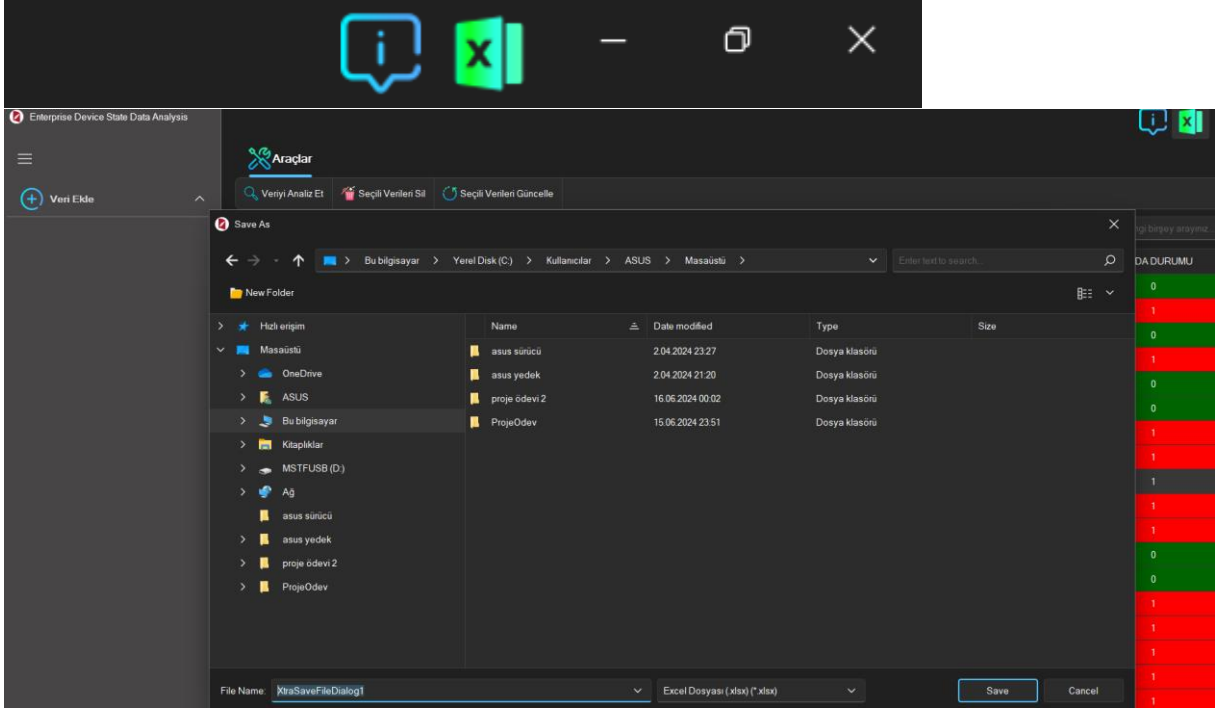 Enterprise Device State Data Analysis
Araçlar
Veri Ekle
Veriyi Analiz Et Seçili Verileri Sil Seçili Verileri Güncelle
Save As
Bu bilgisayar > Yerel Disk (C:) > Kullanıcılar > ASUS > Masaüstü >
Enter text to search...
DA DURUMU
New Folder
Name Date modified Type Size
Hızlı erişim
Masaüstü
OneDrive
ASUS
Bu bilgisayar
Kitaplıklar
MSTFUSB (D:)
Ağ
asus sürücü
asus yedek
proje ödevi 2
ProjeOdev
asus sürücü 2.04.2024 23:27 Dosya klasörü
asus yedek 2.04.2024 21:20 Dosya klasörü
proje ödevi 2 16.06.2024 00:02 Dosya klasörü
ProjeOdev 15.06.2024 23:51 Dosya klasörü
0
1
0
1
0
0
1
1
1
1
1
0
0
1
1
1
1
1
File Name: XtraSaveFileDialog1 Excel Dosyası (.xlsx) (*.xlsx) Save Cancel